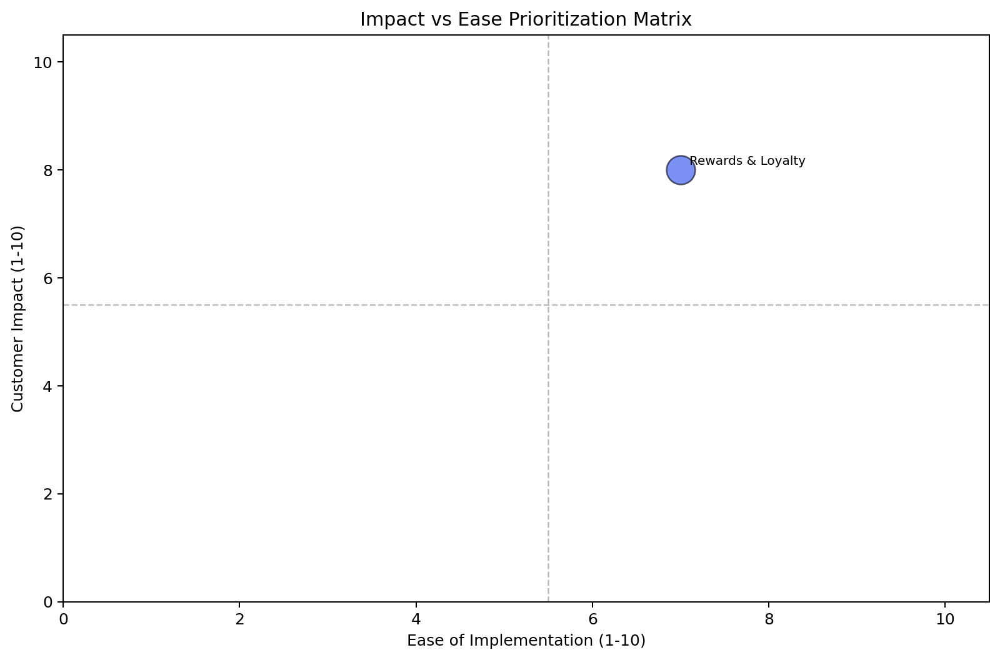 Impact vs Ease Prioritization Matrix
10
8
6
4
2
0
Customer Impact (1-10)
Rewards & Loyalty
0 2 4 6 8 10
Ease of Implementation (1-10)